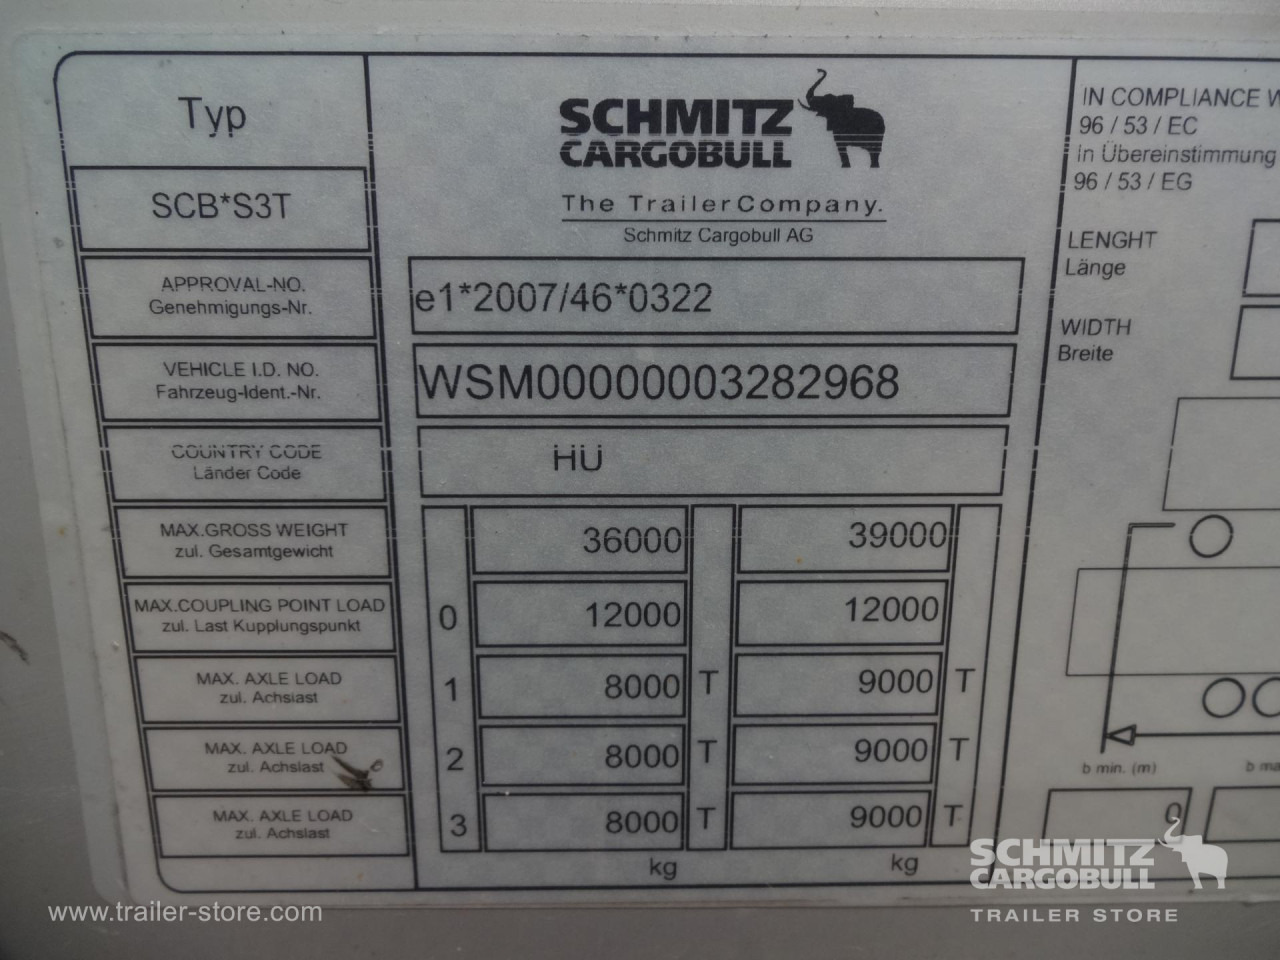 Typ
SCHMITZ
CARGOBULL
The Trailer Company.
Schmitz Cargobull AG
SCB*S3T
APPROVAL-NO.
Genehmigungs-Nr.
e1*2007/46*0322
VEHICLE I.D. NO.
Fahrzeug-Ident.-Nr.
WSM00000003282968
COUNTRY CODE
Länder Code
HU
MAX.GROSS WEIGHT
zul. Gesamtgewicht
36000 39000
MAX.COUPLING POINT LOAD
zul. Last Kupplungspunkt
0 12000 12000
MAX. AXLE LOAD
zul. Achslast
1 8000 T 9000 T
MAX. AXLE LOAD
zul. Achslast
2 8000 T 9000 T
MAX. AXLE LOAD
zul. Achslast
3 8000 T 9000 T
kg kg
IN COMPLIANCE W
96 / 53 / EC
In Übereinstimmung
96 / 53 / EG
LENGHT
Länge
WIDTH
Breite
b min. (m) b ma
0
www.trailer-store.com
SCHMITZ
CARGOBULL
TRAILER STORE